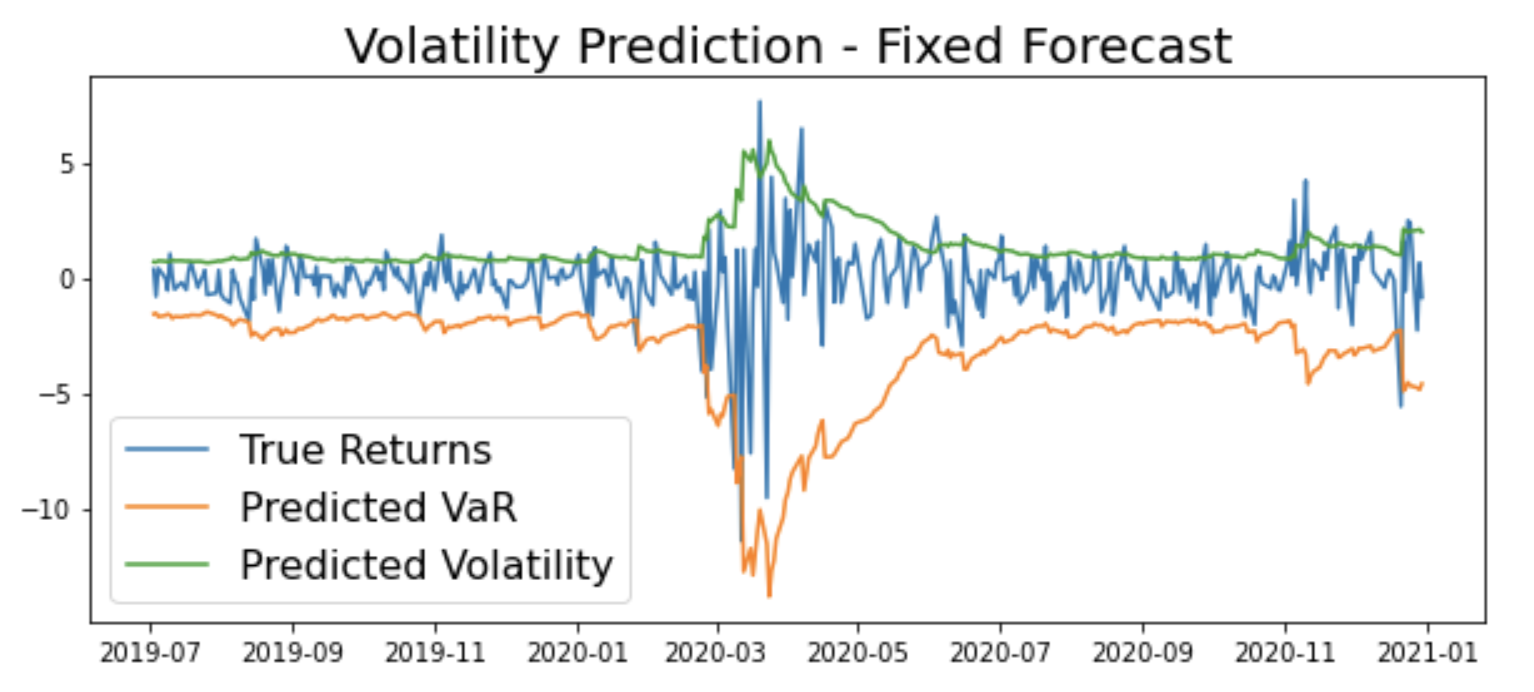 Volatility Prediction - Fixed Forecast
5
0
−5
−10
True Returns
Predicted VaR
Predicted Volatility
2019-07 2019-09 2019-11 2020-01 2020-03 2020-05 2020-07 2020-09 2020-11 2021-01